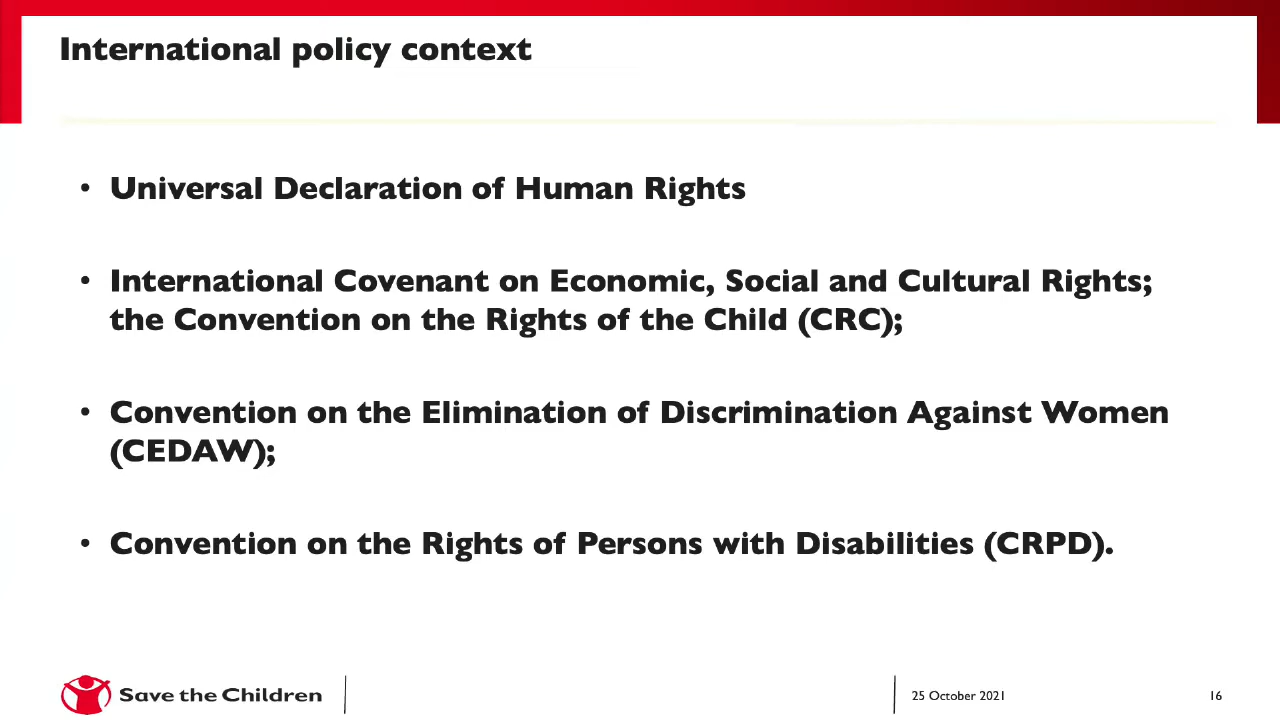 International policy context
• Universal Declaration of Human Rights
• International Covenant on Economic, Social and Cultural Rights;
the Convention on the Rights of the Child (CRC);
• Convention on the Elimination of Discrimination Against Women
(CEDAW);
• Convention on the Rights of Persons with Disabilities (CRPD).
Save the Children
25 October 2021
16